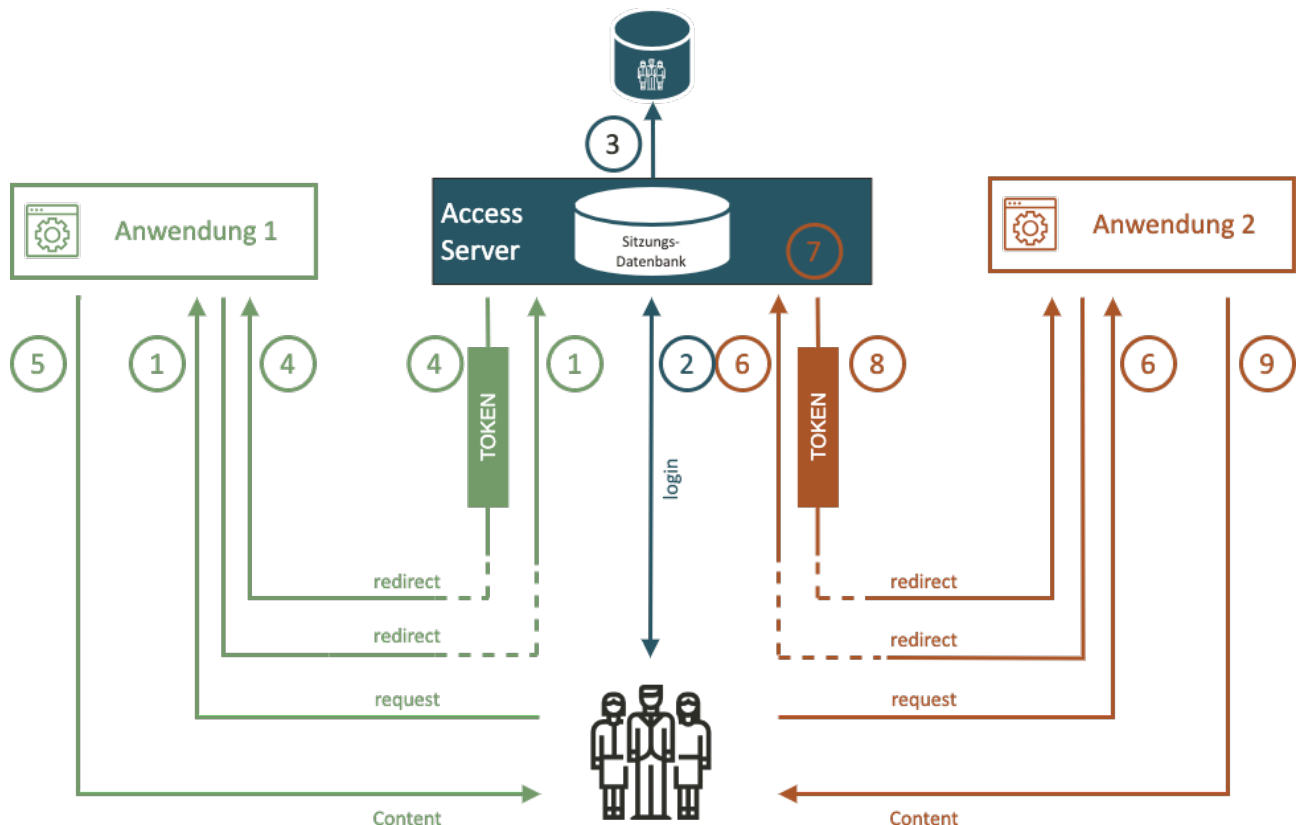 3
Anwendung 1
Access
Server
Sitzungs-
Datenbank
7
Anwendung 2
5
1
4
4
1
2
6
8
6
9
TOKEN
TOKEN
login
redirect
redirect
redirect
redirect
request
request
Content
Content